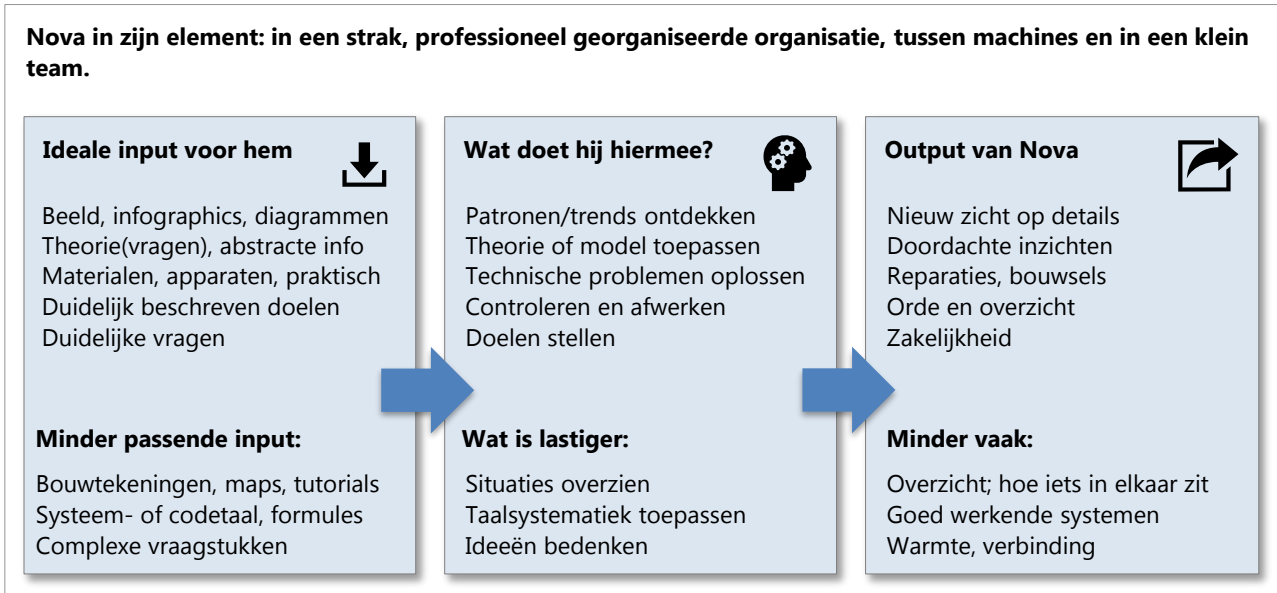 Nova in zijn element: in een strak, professioneel georganiseerde organisatie, tussen machines en in een klein
team.
Ideale input voor hem
Beeld, infographics, diagrammen
Theorie(vragen), abstracte info
Materialen, apparaten, praktisch
Duidelijk beschreven doelen
Duidelijke vragen
Minder passende input:
Bouwtekeningen, maps, tutorials
Systeem- of codetaal, formules
Complexe vraagstukken
Wat doet hij hiermee?
Patronen/trends ontdekken
Theorie of model toepassen
Technische problemen oplossen
Controleren en afwerken
Doelen stellen
Wat is lastiger:
Situaties overzien
Taalsystematiek toepassen
Ideeën bedenken
Output van Nova
Nieuw zicht op details
Doordachte inzichten
Reparaties, bouwsels
Orde en overzicht
Zakelijkheid
Minder vaak:
Overzicht; hoe iets in elkaar zit
Goed werkende systemen
Warmte, verbinding